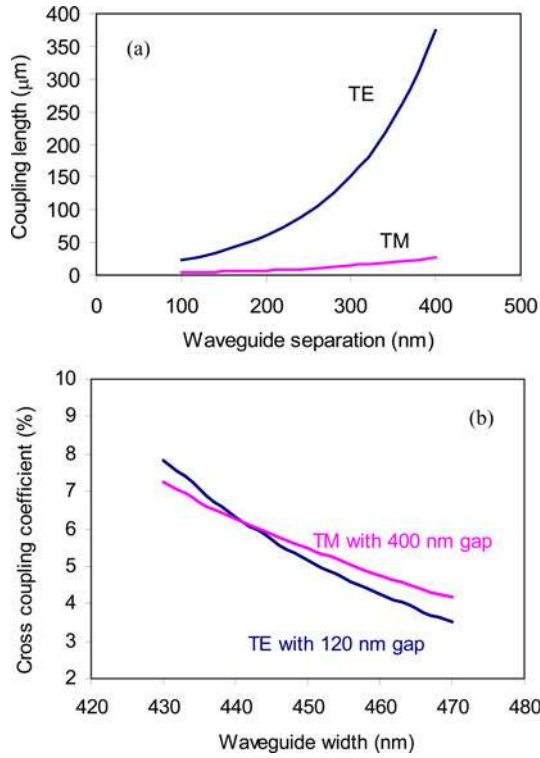 (a)
Coupling length (μm)
400
350
300
250
200
150
100
50
0
TE
TM
0 100 200 300 400 500
Waveguide separation (nm)
(b)
Cross coupling coefficient (%)
10
9
8
7
6
5
4
3
2
TM with 400 nm gap
TE with 120 nm gap
420 430 440 450 460 470 480
Waveguide width (nm)